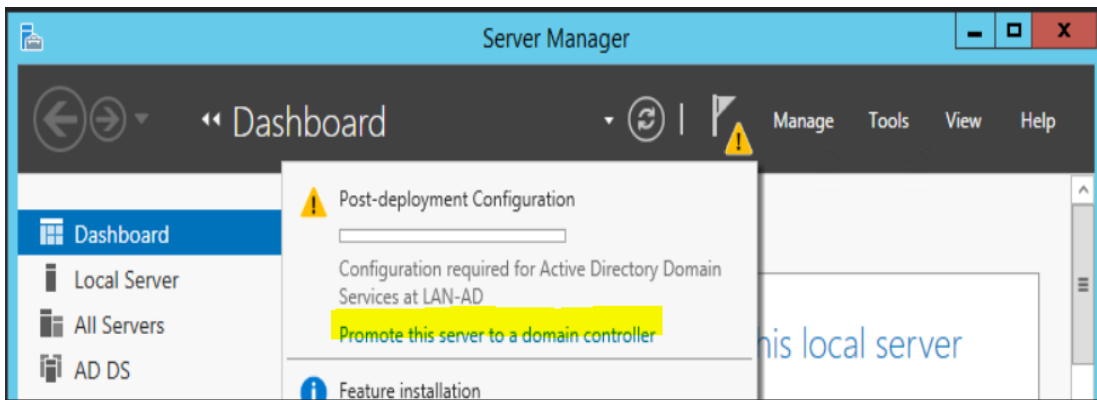 Server Manager
Dashboard
Manage Tools View Help
Post-deployment Configuration
Dashboard
Configuration required for Active Directory Domain
Local Server
Services at LAN-AD
All Servers
Promote this server to a domain controller
his local server
AD DS
Feature installation